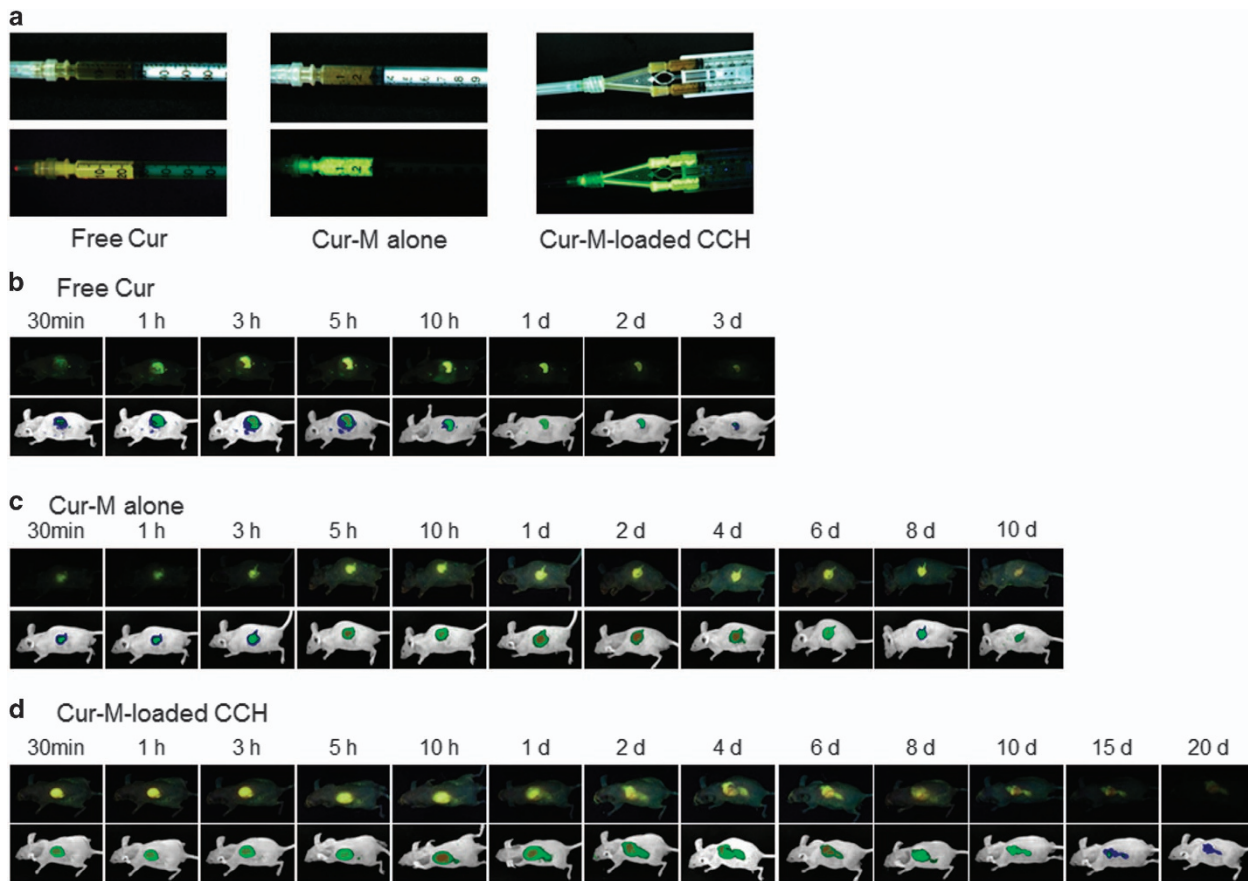 a
Free Cur Cur-M alone Cur-M-loaded CCH
b Free Cur
30min 1 h 3 h 5 h 10 h 1 d 2 d 3 d
c Cur-M alone
30min 1 h 3 h 5 h 10 h 1 d 2 d 4 d 6 d 8 d 10 d
d Cur-M-loaded CCH
30min 1 h 3 h 5 h 10 h 1 d 2 d 4 d 6 d 8 d 10 d 15 d 20 d